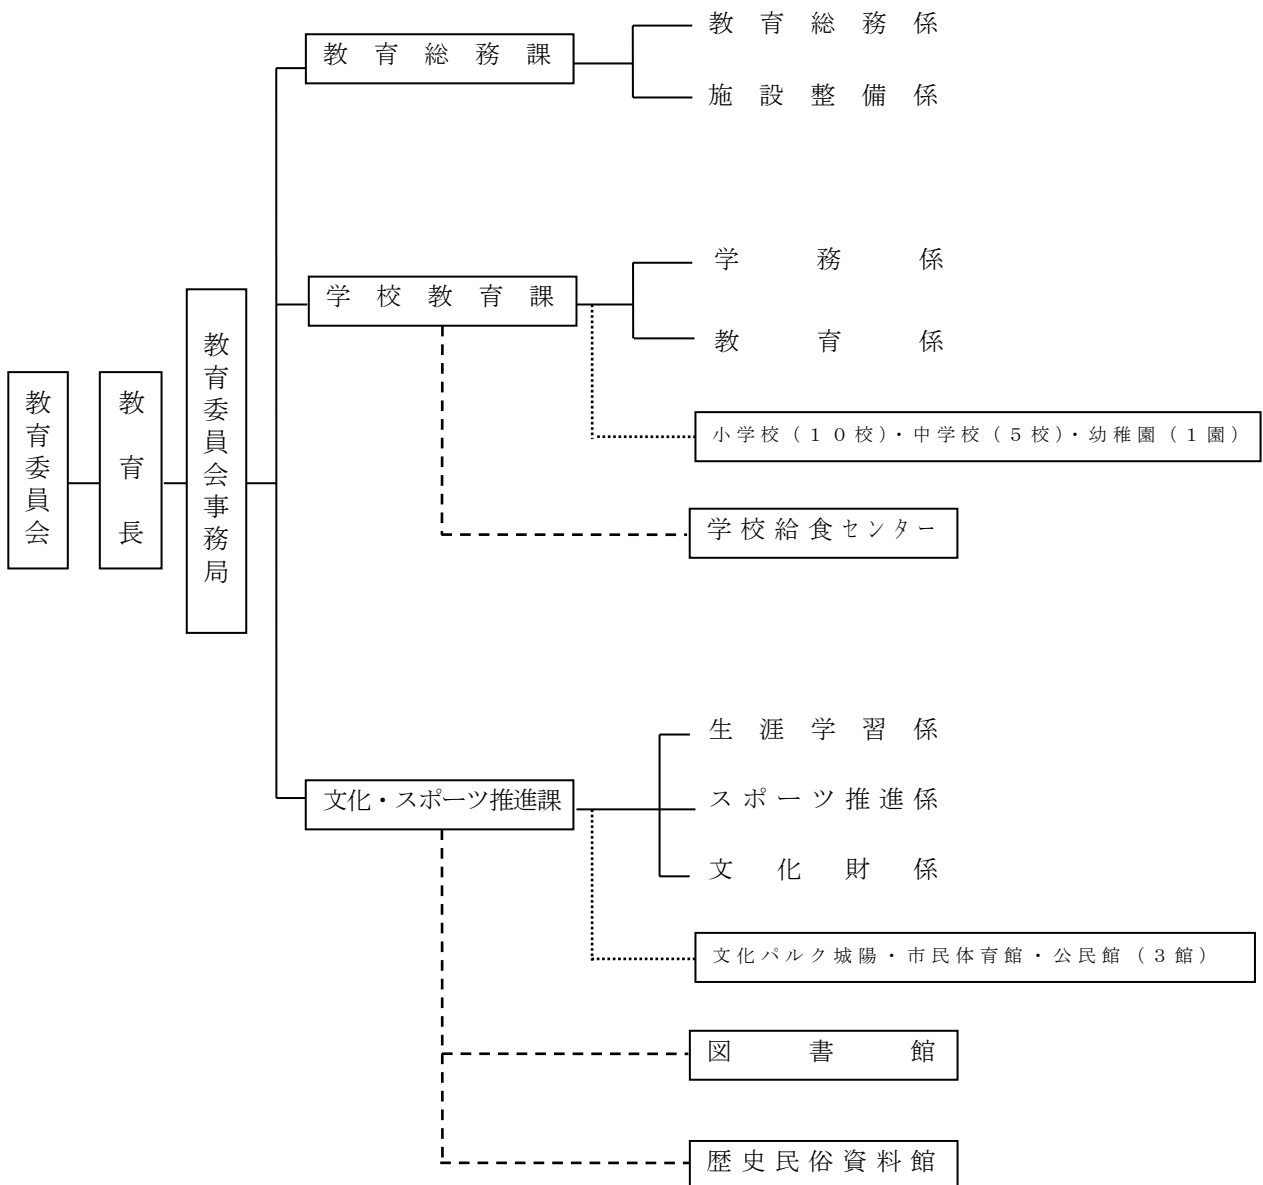 教育委員会
教育長
教育委員会事務局
教育総務課
教育総務係
施設整備係
学校教育課
学務係
教育係
小学校（１０校）・中学校（５校）・幼稚園（１園）
学校給食センター
文化・スポーツ推進課
生涯学習係
スポーツ推進係
文化財係
文化パルク城陽・市民体育館・公民館（３館）
図書館
歴史民俗資料館